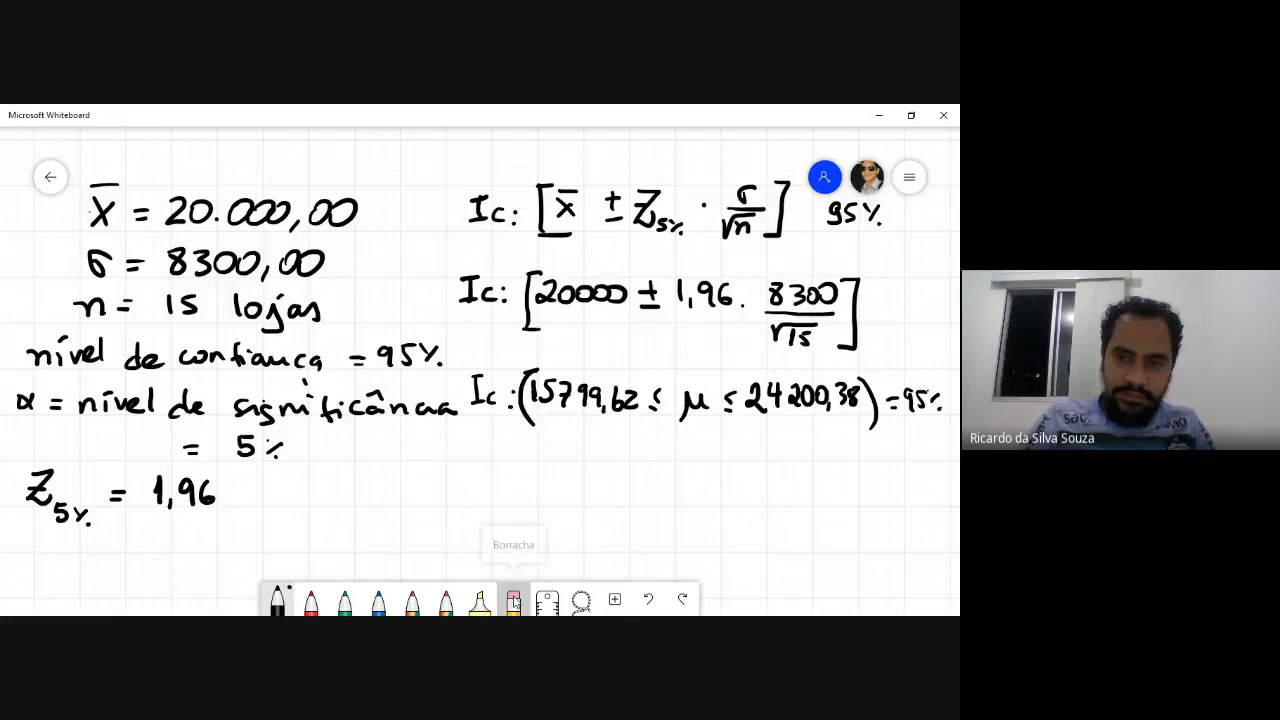 Microsoft Whiteboard
X̄ = 20.000,00
σ = 8300,00
n = 15 lojas
nível de confiança = 95%
α = nível de significância
= 5%
Z5% = 1,96
Ic: [x̄ ± Z5% · σ/√n] 95%
Ic: [20000 ± 1,96 . 8300/√15]
Ic: (15799,62 ≤ μ ≤ 24200,38) = 95%
Borracha
Ricardo da Silva Souza